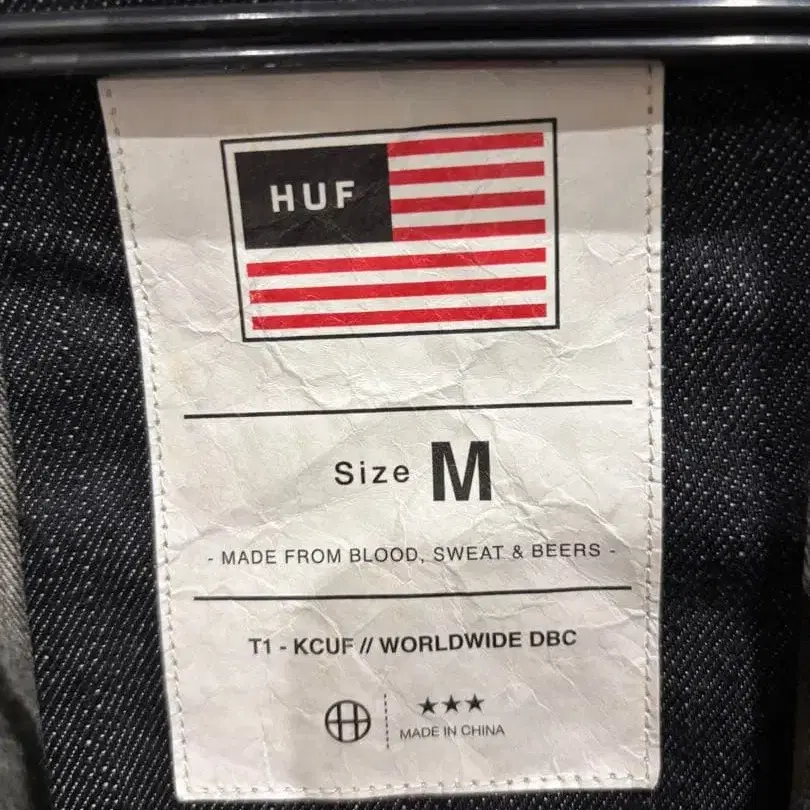 HUF
Size M
- MADE FROM BLOOD, SWEAT & BEERS -
T1 - KCUF // WORLDWIDE DBC
★★★
MADE IN CHINA